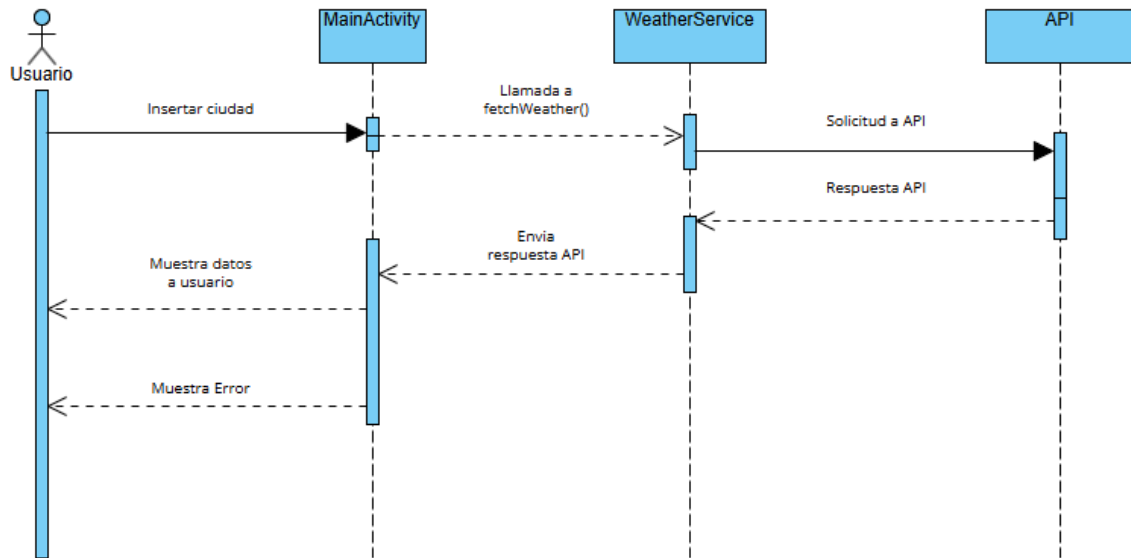 MainActivity
WeatherService
API
Usuario
Insertar ciudad
Llamada a
fetchWeather()
Solicitud a API
Respuesta API
Envia
respuesta API
Muestra datos
a usuario
Muestra Error